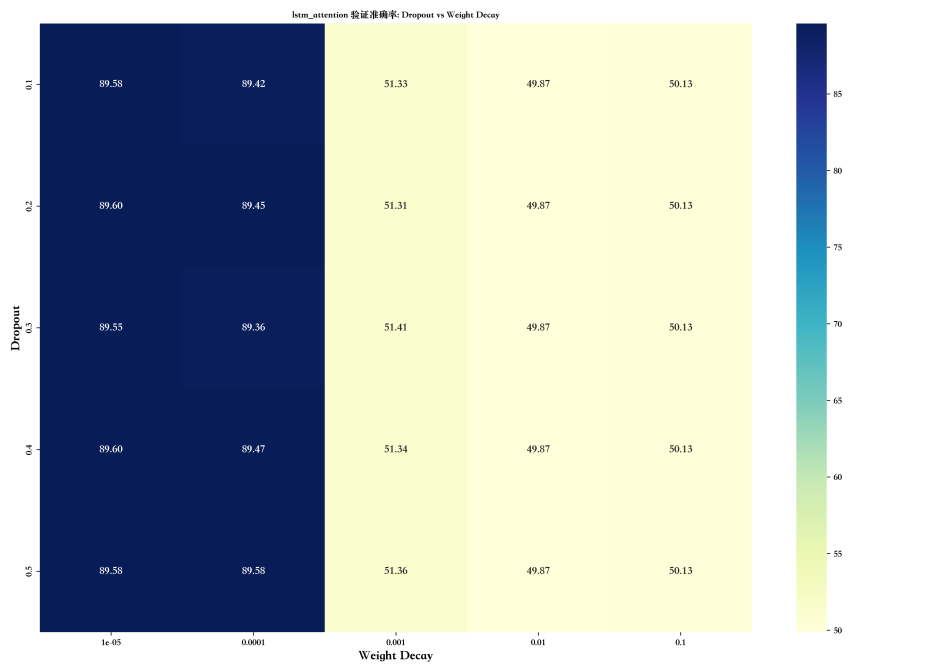 lstm_attention 验证准确率: Dropout vs Weight Decay
0.1 89.58 89.42 51.33 49.87 50.13
0.2 89.60 89.45 51.31 49.87 50.13
0.3 89.55 89.36 51.41 49.87 50.13
0.4 89.60 89.47 51.34 49.87 50.13
0.5 89.58 89.58 51.36 49.87 50.13
Dropout
1e-05 0.0001 0.001 0.01 0.1
Weight Decay
85
80
75
70
65
60
55
50